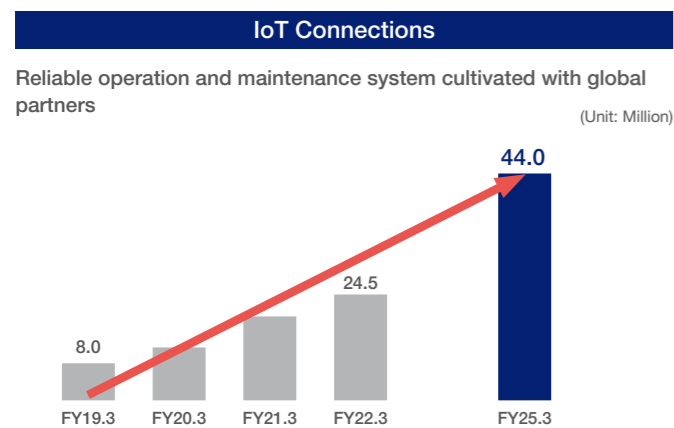 IoT Connections
Reliable operation and maintenance system cultivated with global
partners
(Unit: Million)
44.0
24.5
8.0
FY19.3 FY20.3 FY21.3 FY22.3 FY25.3